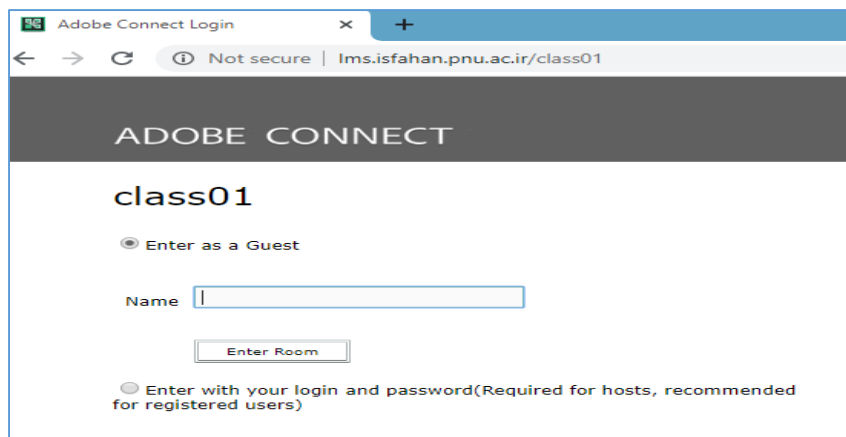 Adobe Connect Login
Not secure | lms.isfahan.pnu.ac.ir/class01
ADOBE CONNECT
class01
Enter as a Guest
Name
Enter Room
Enter with your login and password(Required for hosts, recommended
for registered users)